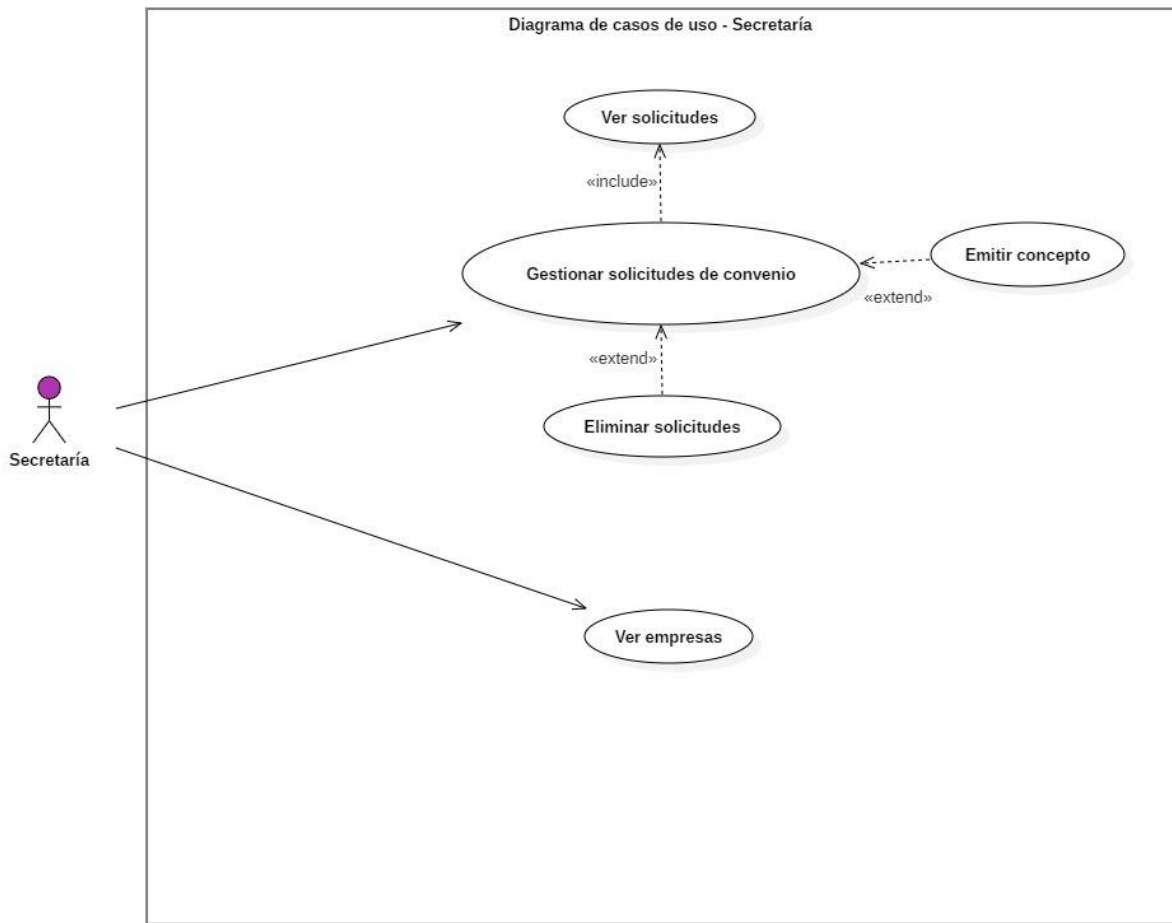 Diagrama de casos de uso - Secretaría
Ver solicitudes
«include»
Gestionar solicitudes de convenio
Emitir concepto
«extend»
«extend»
Eliminar solicitudes
Secretaría
Ver empresas